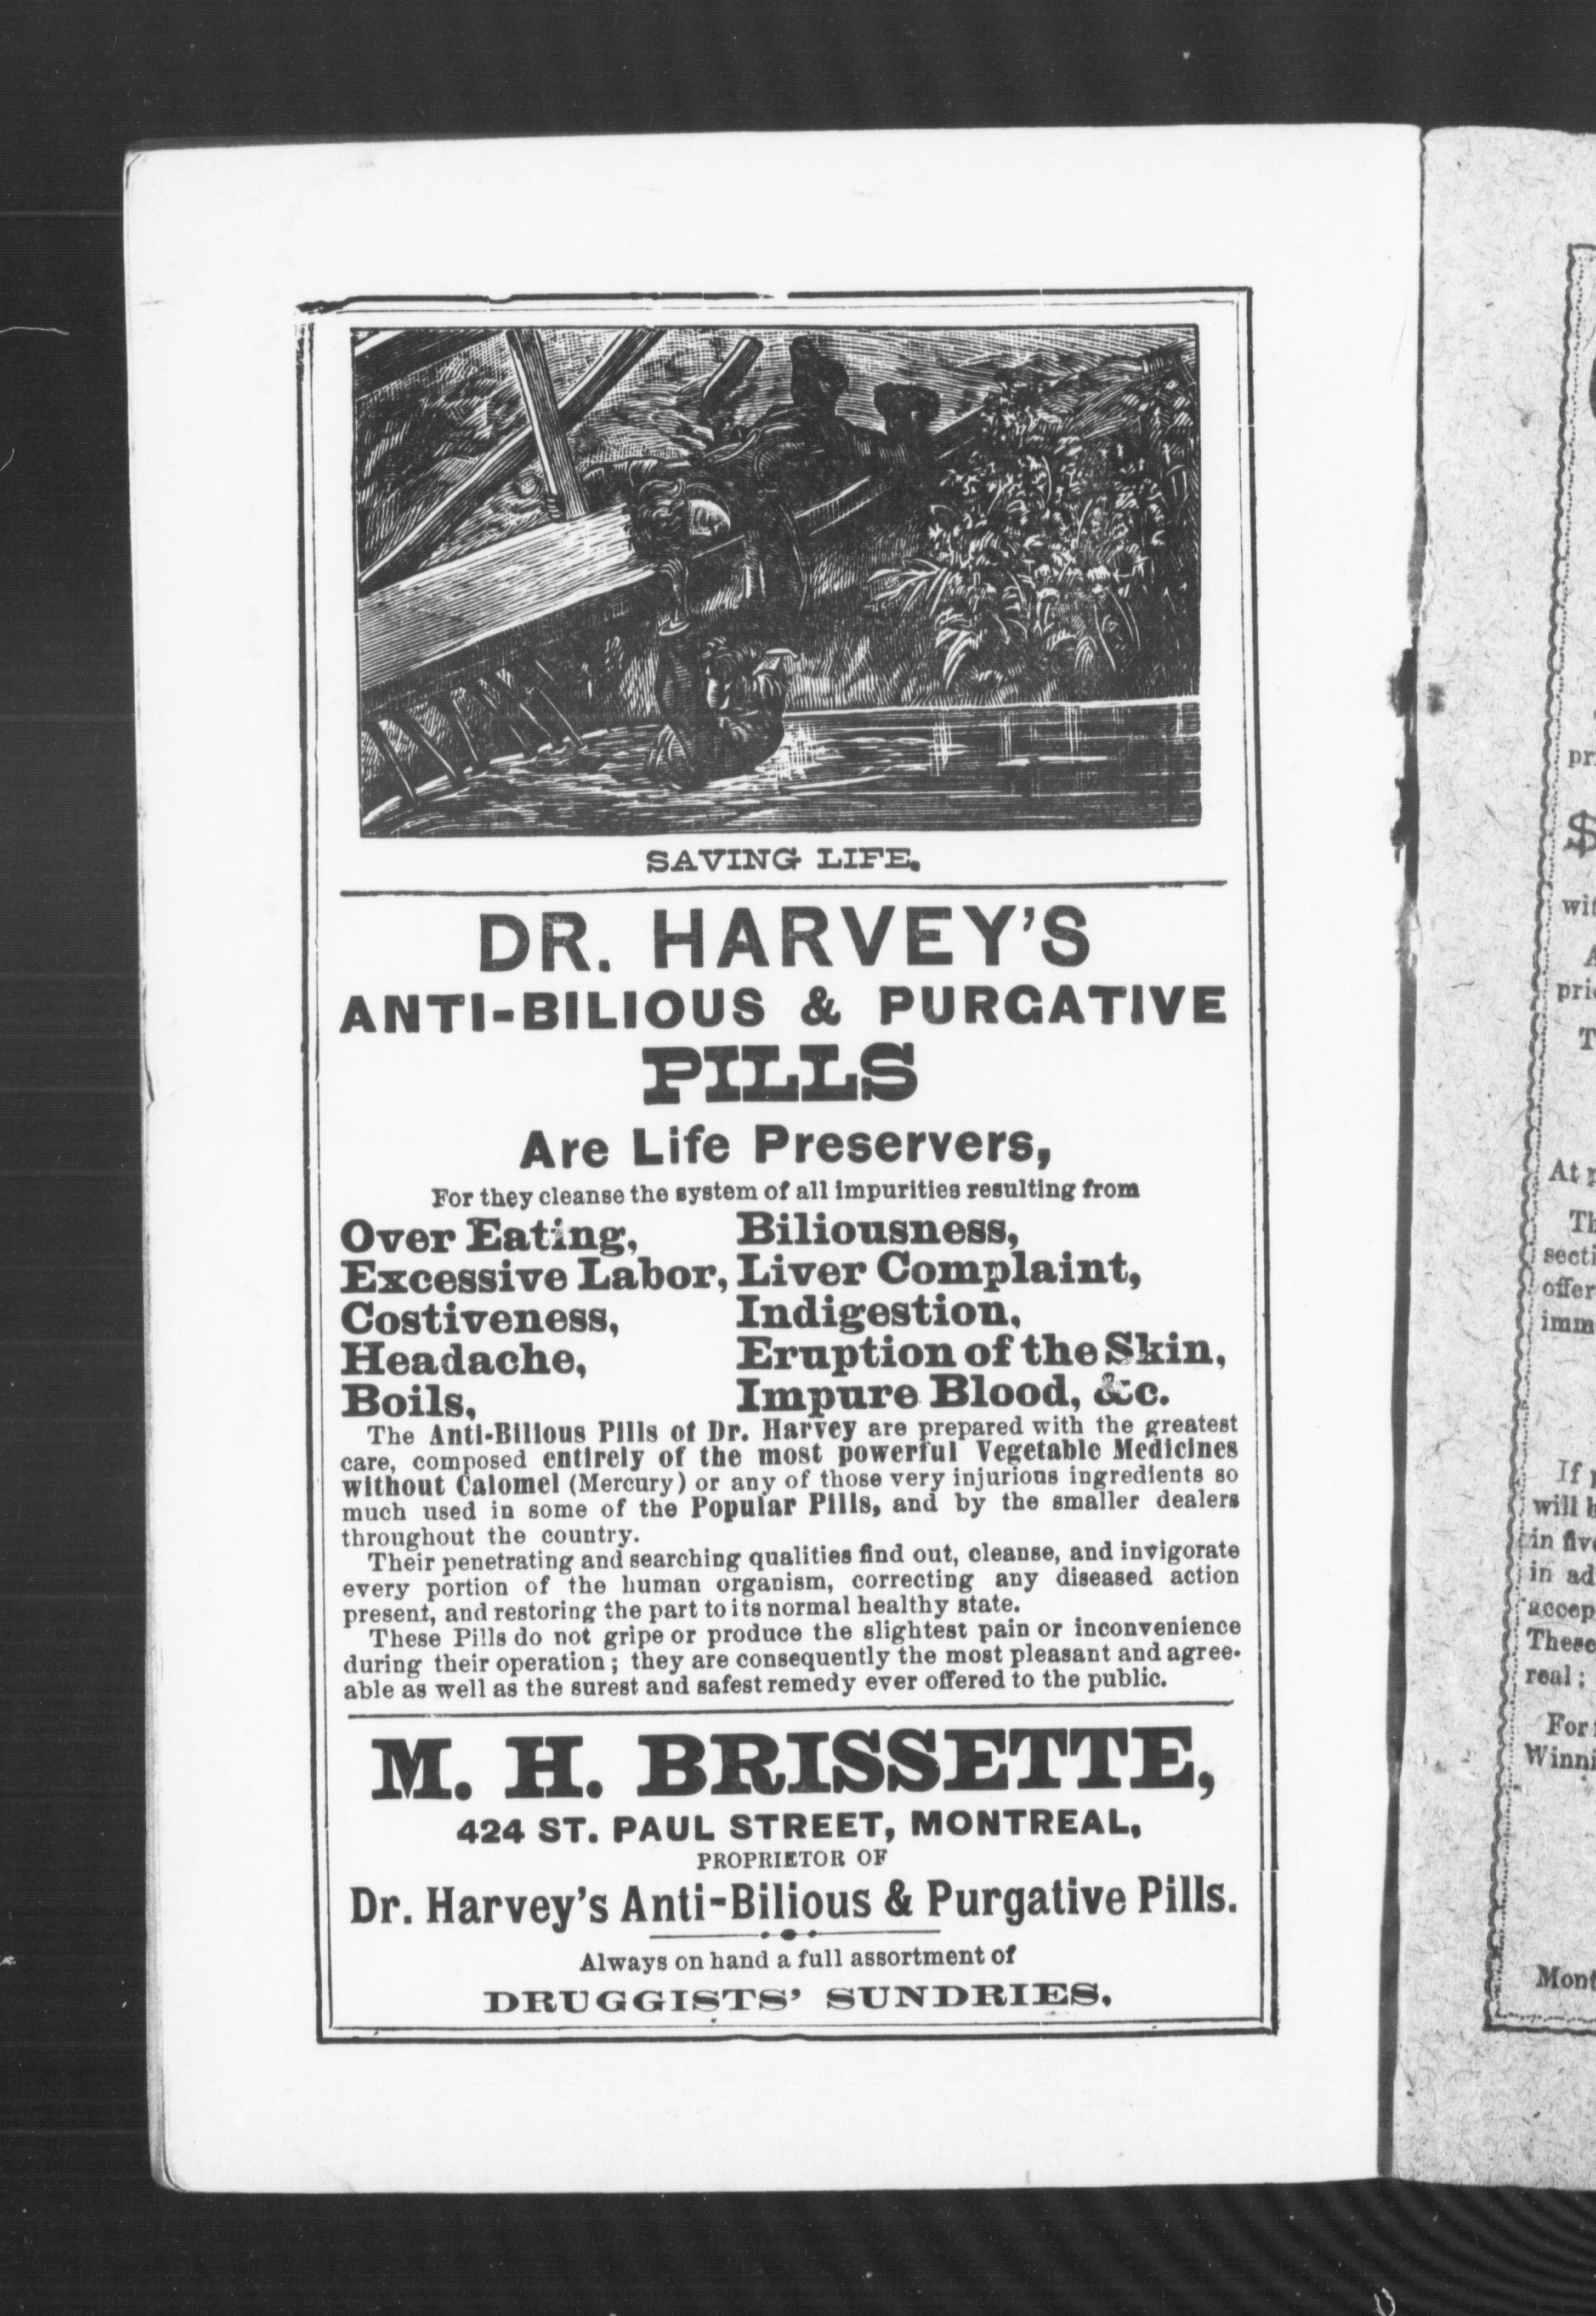 SAVING LIFE.
DR. HARVEY'S
ANTI-BILIOUS & PURGATIVE
PILLS
Are Life Preservers,
For they cleanse the system of all impurities resulting from
Over Eating,
Excessive Labor,
Costiveness,
Headache,
Boils,
Biliousness,
Liver Complaint,
Indigestion,
Eruption of the Skin,
Impure Blood, &c.
The Anti-Bilious Pills of Dr. Harvey are prepared with the greatest
care, composed entirely of the most powerful Vegetable Medicines
without Calomel (Mercury) or any of those very injurious ingredients so
much used in some of the Popular Pills, and by the smaller dealers
throughout the country.
Their penetrating and searching qualities find out, cleanse, and invigorate
every portion of the human organism, correcting any diseased action
present, and restoring the part to its normal healthy state.
These Pills do not gripe or produce the slightest pain or inconvenience
during their operation; they are consequently the most pleasant and agree-
able as well as the surest and safest remedy ever offered to the public.
M. H. BRISSETTE,
424 ST. PAUL STREET, MONTREAL,
PROPRIETOR OF
Dr. Harvey's Anti-Bilious & Purgative Pills.
Always on hand a full assortment of
DRUGGISTS' SUNDRIES.
$
At
If
will
in
in
These
real;
For